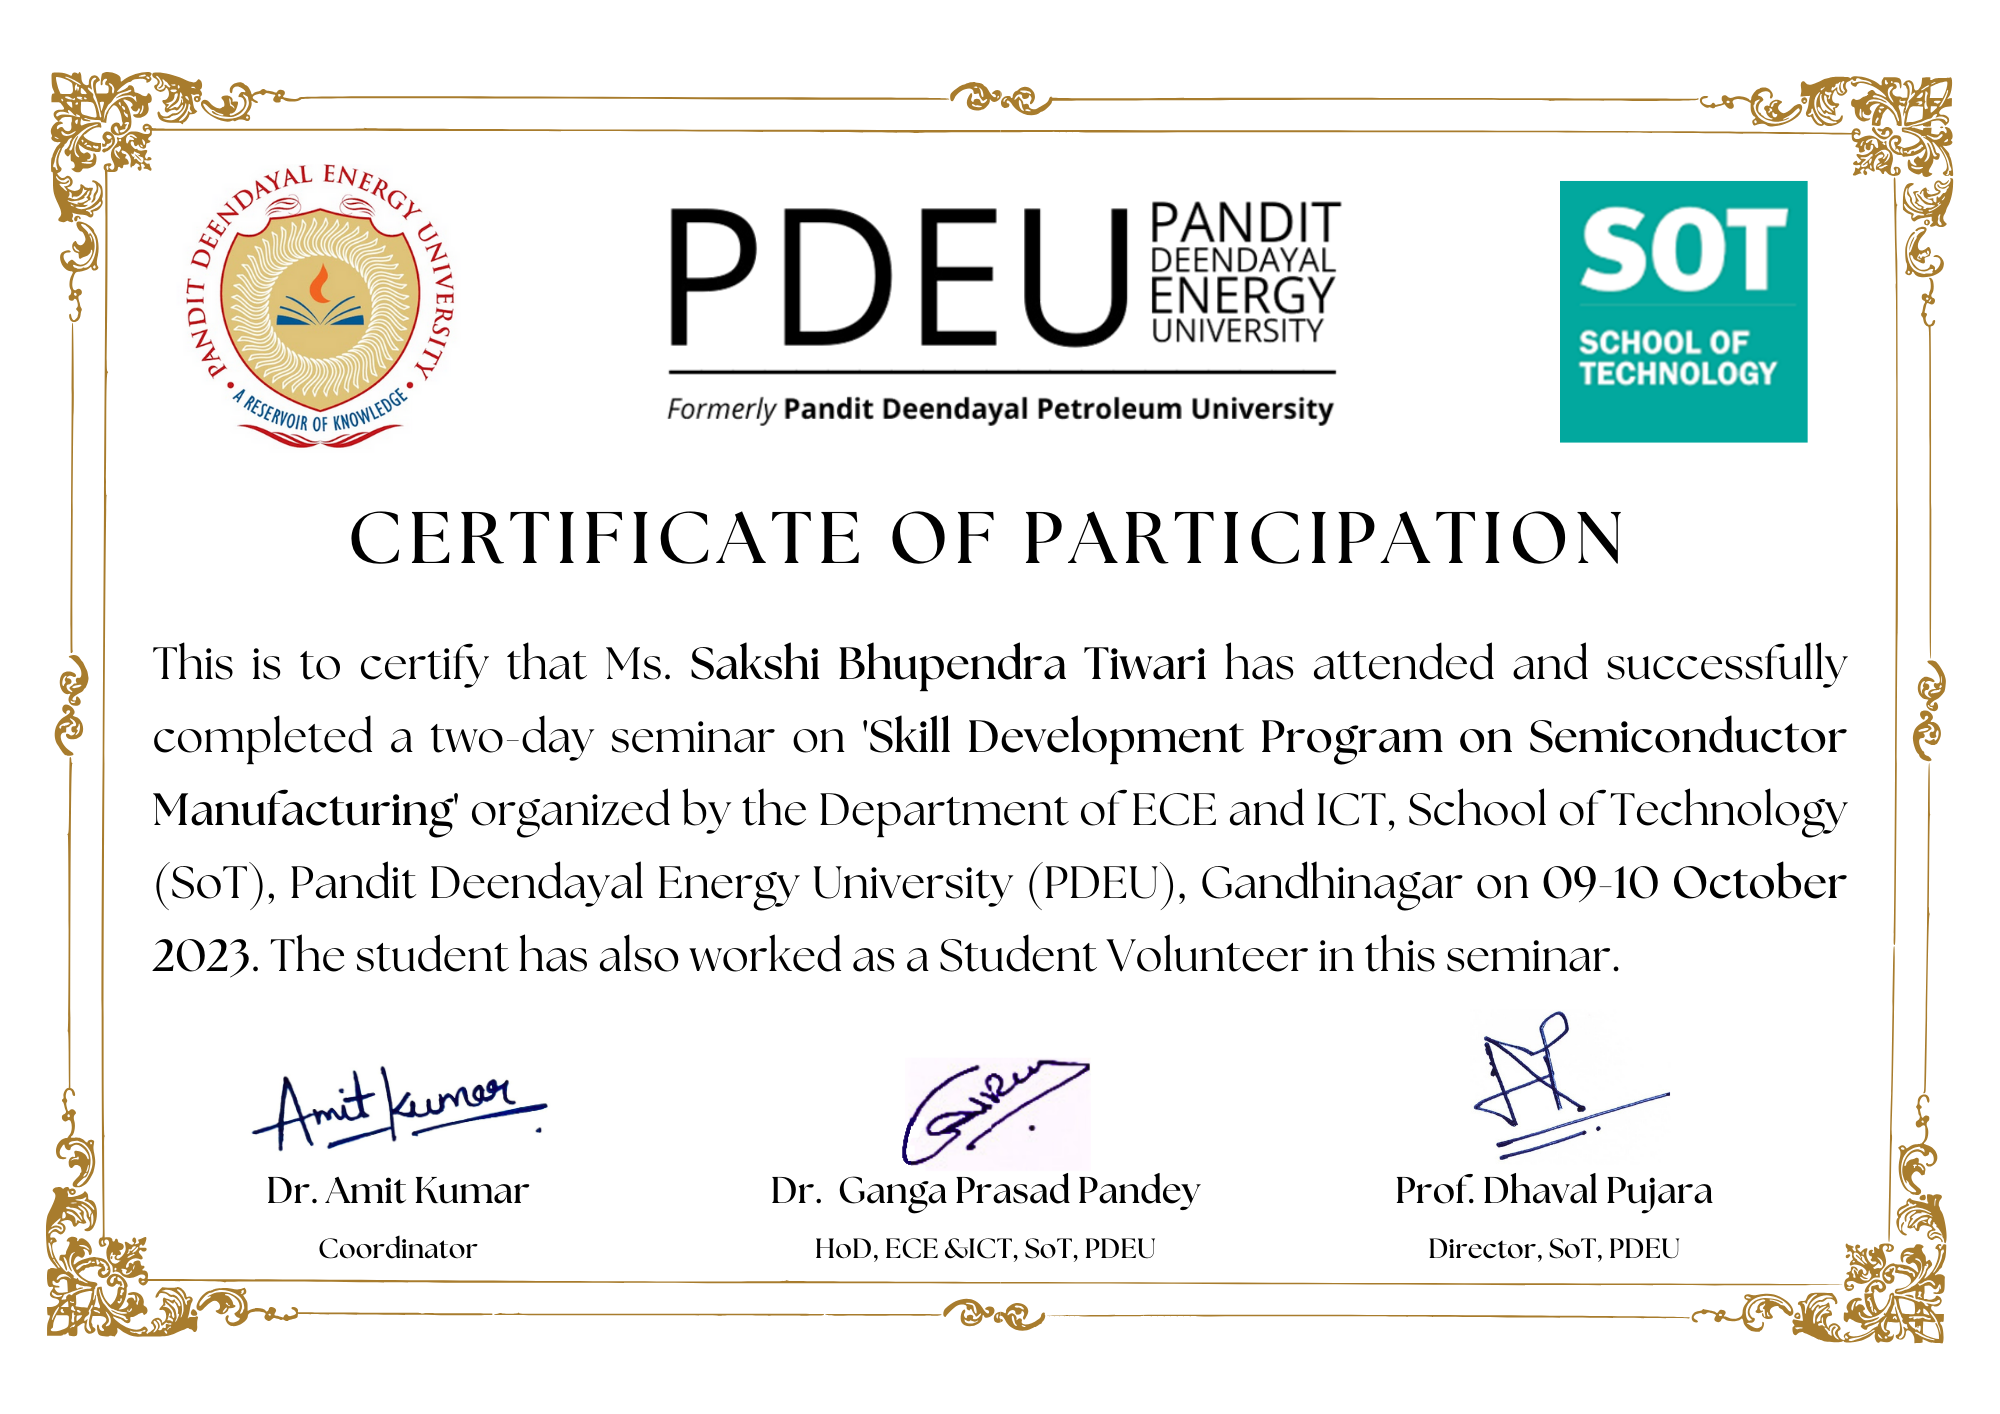 PANDIT DEENDAYAL ENERGY UNIVERSITY
• A RESERVOIR OF KNOWLEDGE •
PDEU
PANDIT
DEENDAYAL
ENERGY
UNIVERSITY
Formerly Pandit Deendayal Petroleum University
SOT
SCHOOL OF
TECHNOLOGY
CERTIFICATE OF PARTICIPATION
This is to certify that Ms. Sakshi Bhupendra Tiwari has attended and successfully
completed a two-day seminar on 'Skill Development Program on Semiconductor
Manufacturing' organized by the Department of ECE and ICT, School of Technology
(SoT), Pandit Deendayal Energy University (PDEU), Gandhinagar on 09-10 October
2023. The student has also worked as a Student Volunteer in this seminar.
Amit Kumar
Dr. Amit Kumar
Coordinator
Dr. Ganga Prasad Pandey
HoD, ECE &ICT, SoT, PDEU
Prof. Dhaval Pujara
Director, SoT, PDEU